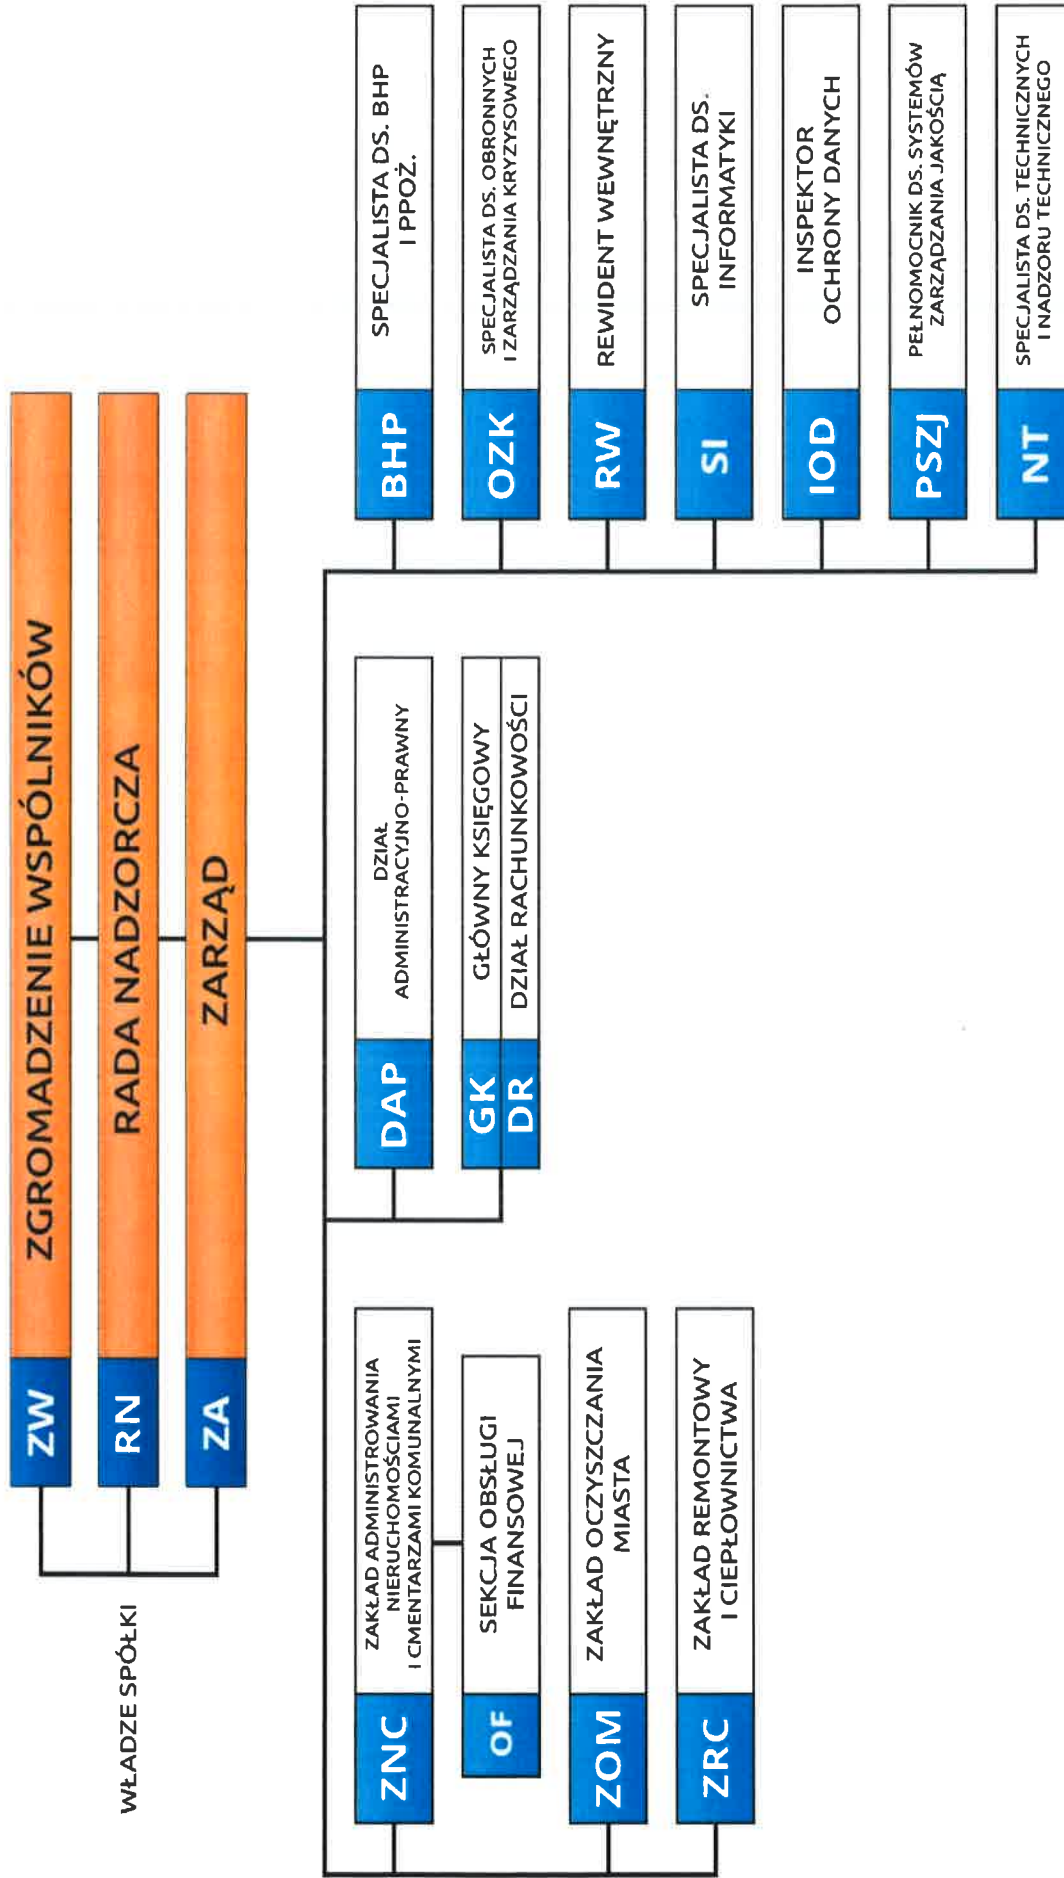 WŁADZE SPÓŁKI
ZW
ZGROMADZENIE WSPÓLNIKÓW
RN
RADA NADZORCZA
ZA
ZARZĄD
ZNC
ZAKŁAD ADMINISTROWANIA
NIERUCHOMOŚCIAMI
I CMENTARZAMI KOMUNALNYMI
OF
SEKCJA OBSŁUGI
FINANSOWEJ
ZOM
ZAKŁAD OCZYSZCZANIA
MIASTA
ZRC
ZAKŁAD REMONTOWY
I CIEPŁOWNICTWA
DAP
DZIAŁ
ADMINISTRACYJNO-PRAWNY
GK
GŁÓWNY KSIĘGOWY
DR
DZIAŁ RACHUNKOWOŚCI
BHP
SPECJALISTA DS. BHP
I PPOŻ.
OZK
SPECJALISTA DS. OBRONNYCH
I ZARZĄDZANIA KRYZYSOWEGO
RW
REWIDENT WEWNĘTRZNY
SI
SPECJALISTA DS.
INFORMATYKI
IOD
INSPEKTOR
OCHRONY DANYCH
PSZJ
PEŁNOMOCNIK DS. SYSTEMÓW
ZARZĄDZANIA JAKOŚCIĄ
NT
SPECJALISTA DS. TECHNICZNYCH
I NADZORU TECHNICZNEGO